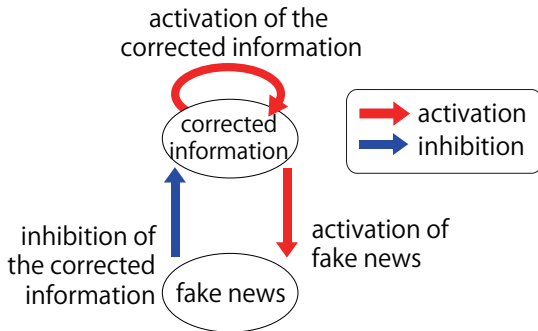 activation of the
corrected information
corrected
information
activation
inhibition
inhibition of
the corrected
information
activation of
fake news
fake news